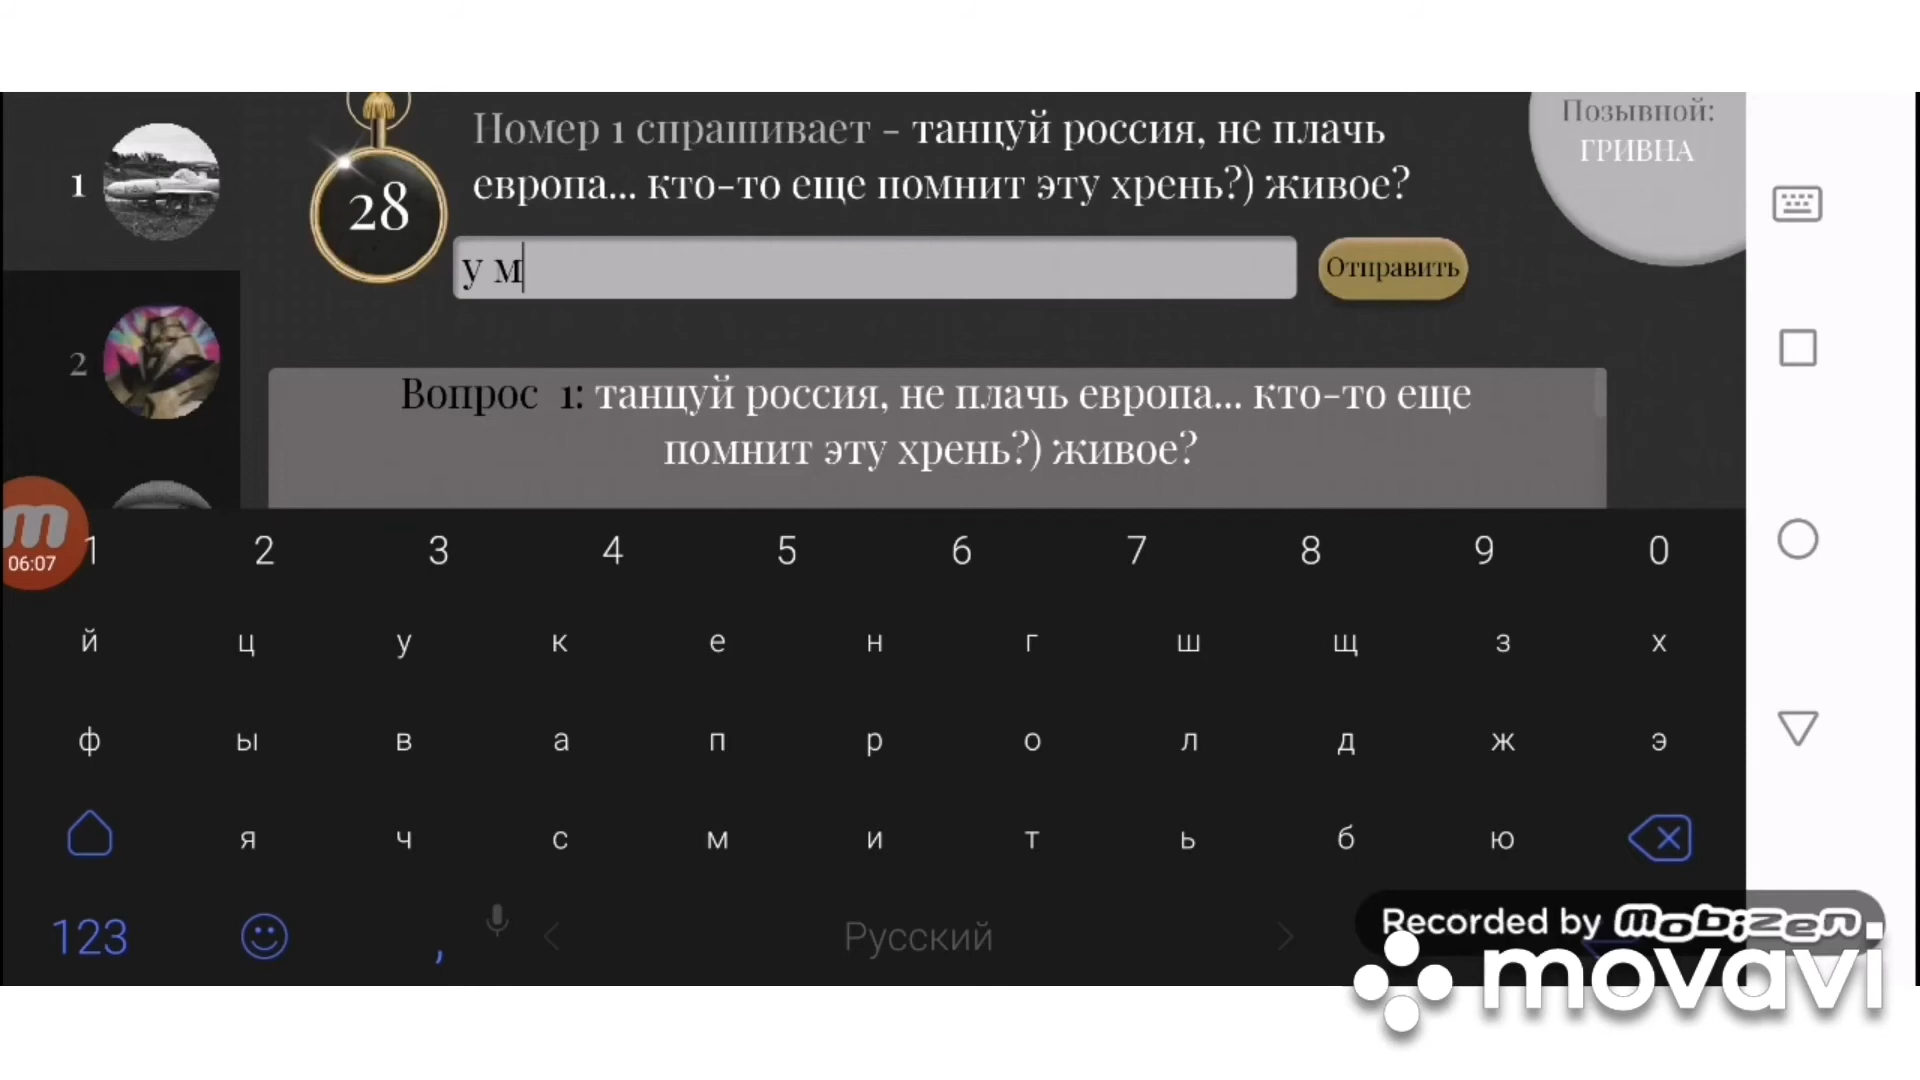 Номер 1 спрашивает - танцуй россия, не плачь
европа... кто-то еще помнит эту хрень?) живое?
Позывной:
ГРИВНА
1
28
у м
Отправить
2
Вопрос 1: танцуй россия, не плачь европа... кто-то еще
помнит эту хрень?) живое?
m
06:07
1 2 3 4 5 6 7 8 9 0
й ц у к е н г ш щ з х
ф ы в а п р о л д ж э
я ч с м и т ь б ю
123 , Русский
Recorded by mobizen
movavi